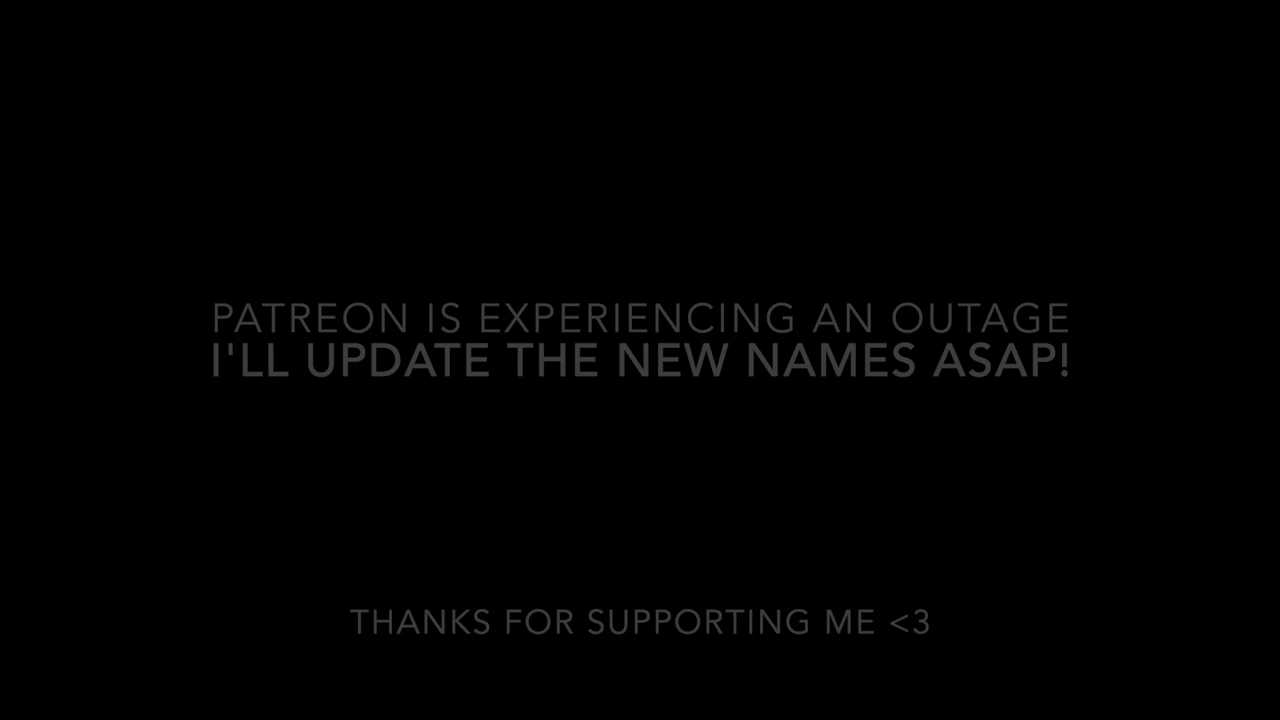 PATREON IS EXPERIENCING AN OUTAGE
I'LL UPDATE THE NEW NAMES ASAP!
THANKS FOR SUPPORTING ME <3